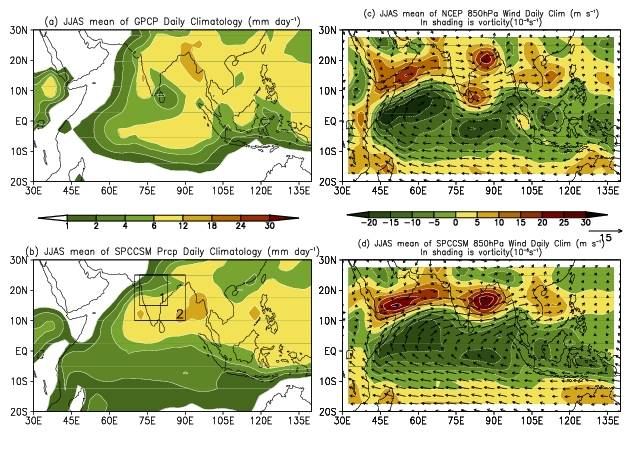 (a) JJAS mean of GPCP Daily Climatology (mm day⁻¹)
30N
20N
10N
EQ
10S
20S
30E 45E 60E 75E 90E 105E 120E 135E
1 2 4 6 12 18 24 30
(c) JJAS mean of NCEP 850hPa Wind Daily Clim (m s⁻¹)
In shading is vorticity(10⁻⁶s⁻¹)
30N
20N
10N
EQ
10S
20S
30E 45E 60E 75E 90E 105E 120E 135E
−20 −15 −10 −5 0 5 10 15 20 25 30
15
(b) JJAS mean of SPCCSM Prcp Daily Climatology (mm day⁻¹)
30N
20N
10N
EQ
10S
20S
2
30E 45E 60E 75E 90E 105E 120E 135E
(d) JJAS mean of SPCCSM 850hPa Wind Daily Clim (m s⁻¹)
In shading is vorticity(10⁻⁶s⁻¹)
30N
20N
10N
EQ
10S
20S
30E 45E 60E 75E 90E 105E 120E 135E